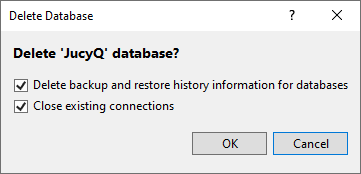 Delete Database
?
Delete 'JucyQ' database?
Delete backup and restore history information for databases
Close existing connections
OK
Cancel